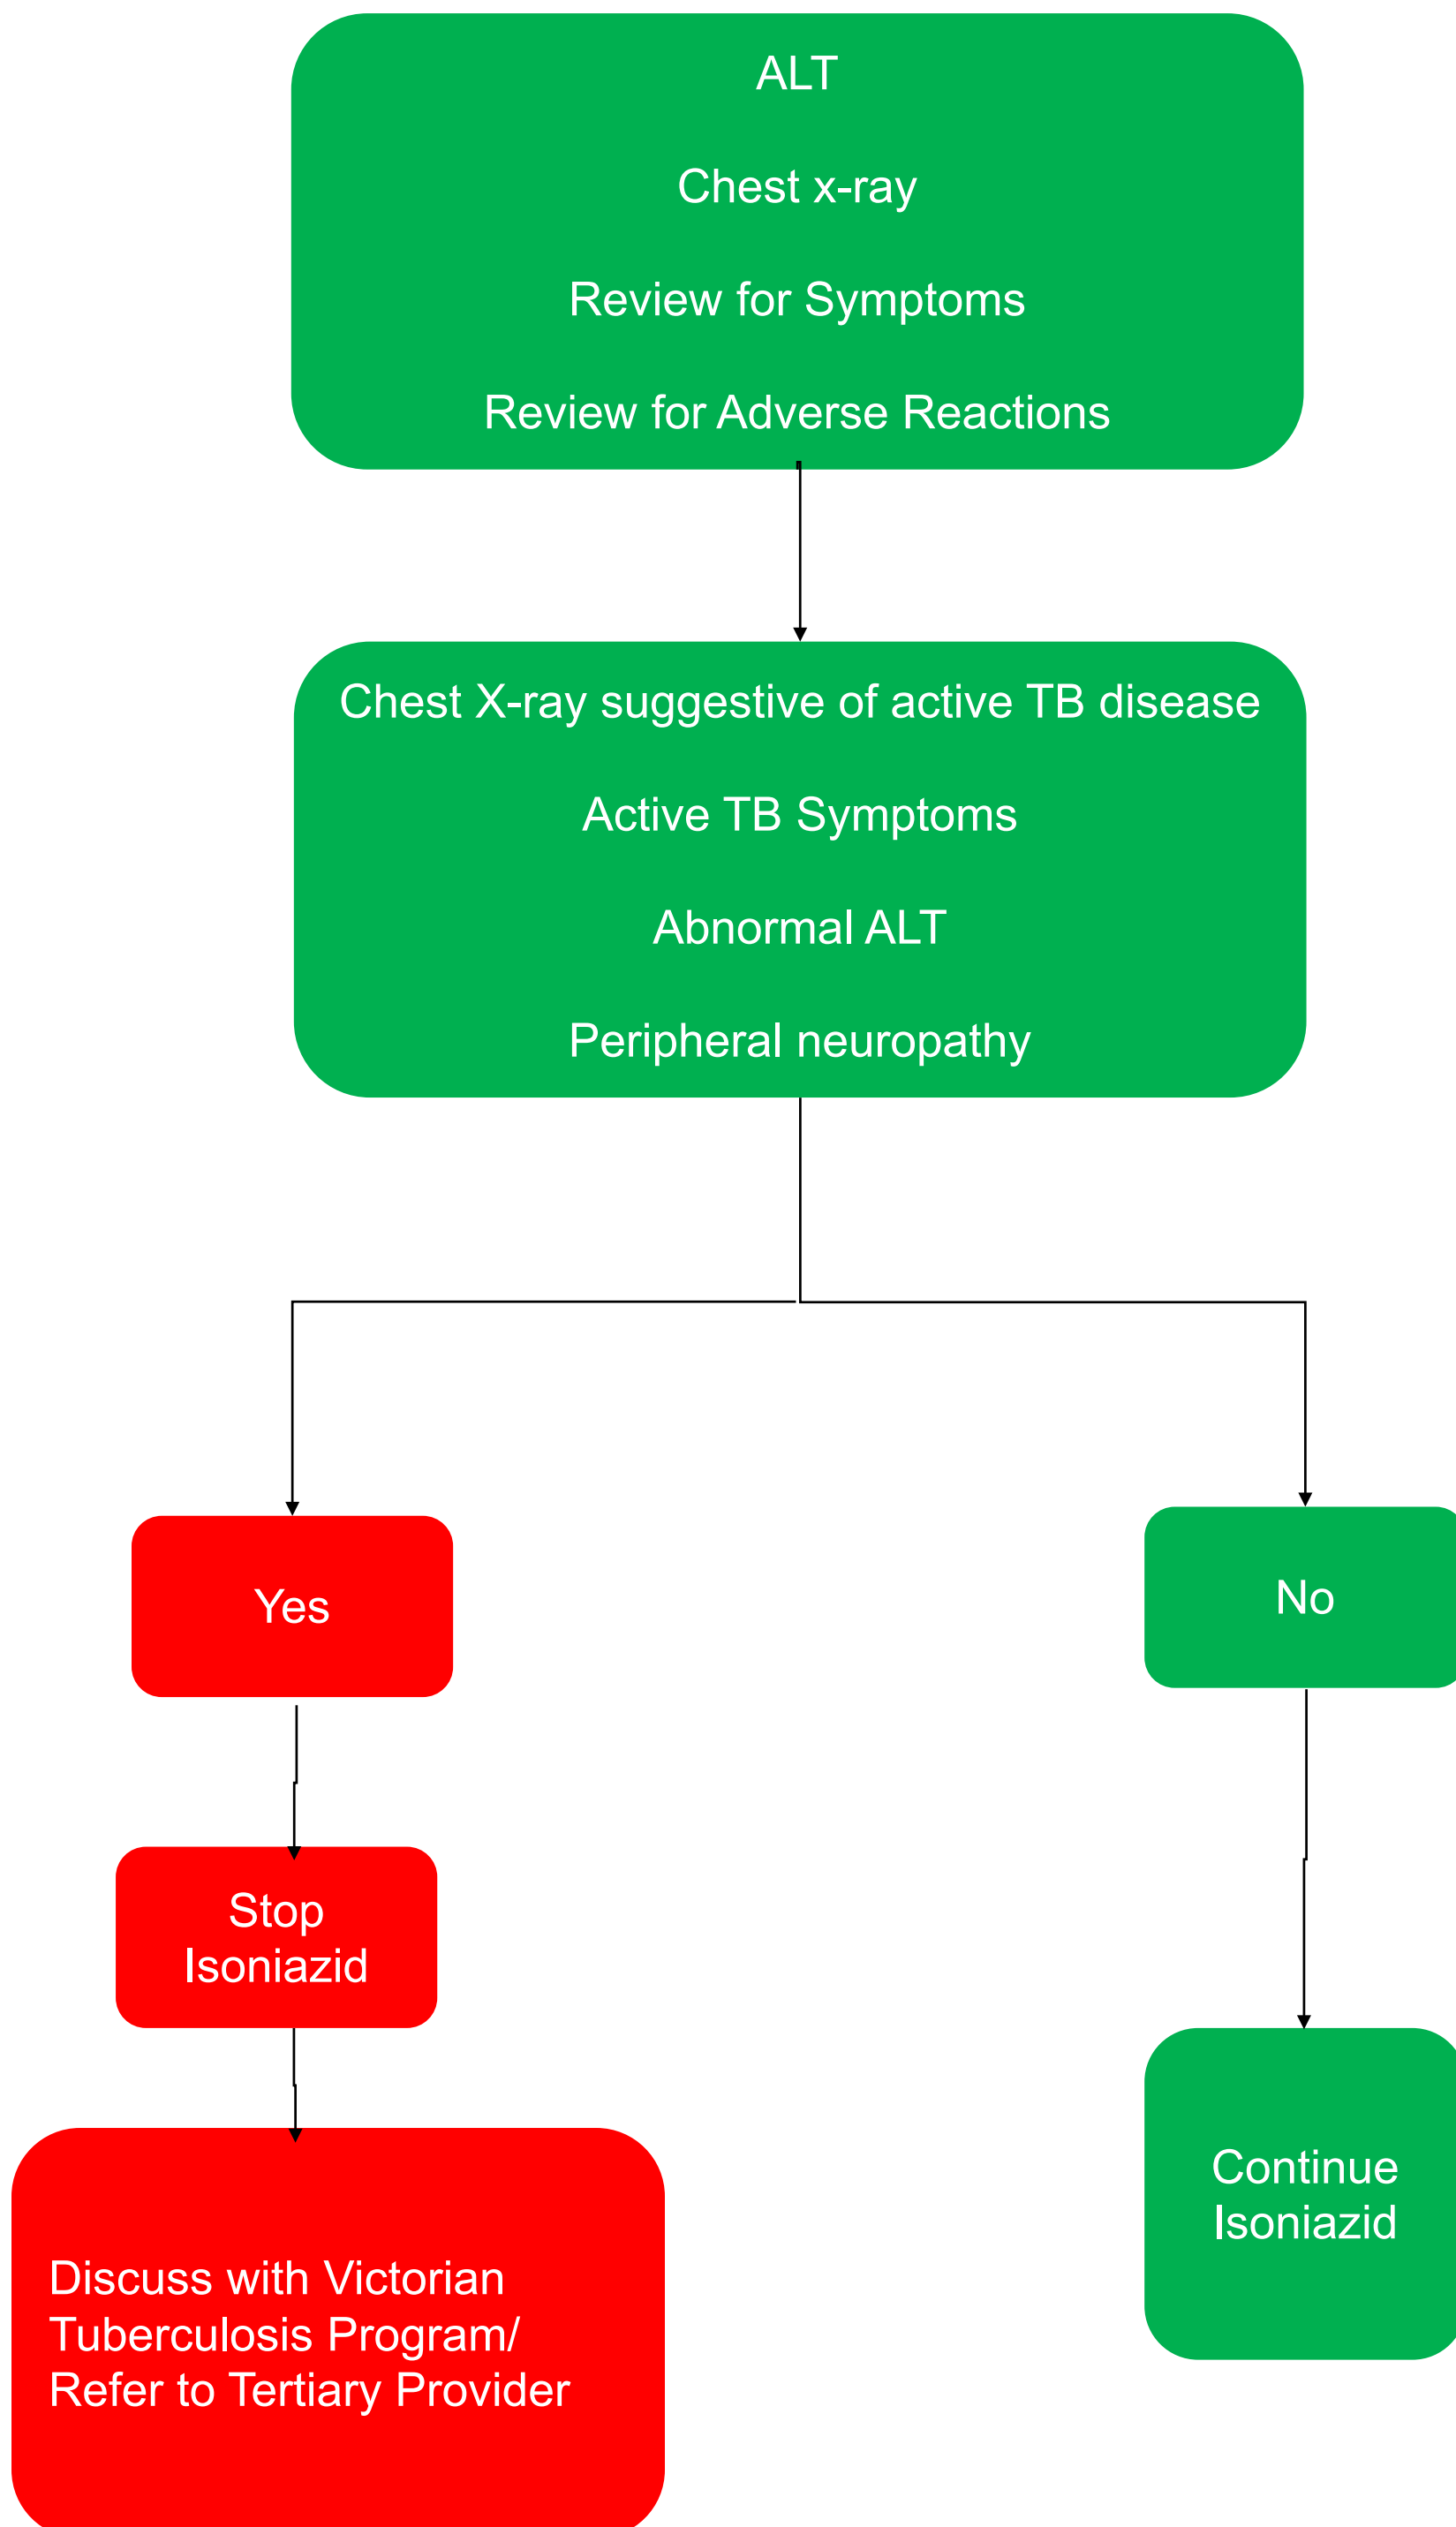 ALT
Chest x-ray
Review for Symptoms
Review for Adverse Reactions
Chest X-ray suggestive of active TB disease
Active TB Symptoms
Abnormal ALT
Peripheral neuropathy
Yes
No
Stop
Isoniazid
Continue
Isoniazid
Discuss with Victorian
Tuberculosis Program/
Refer to Tertiary Provider